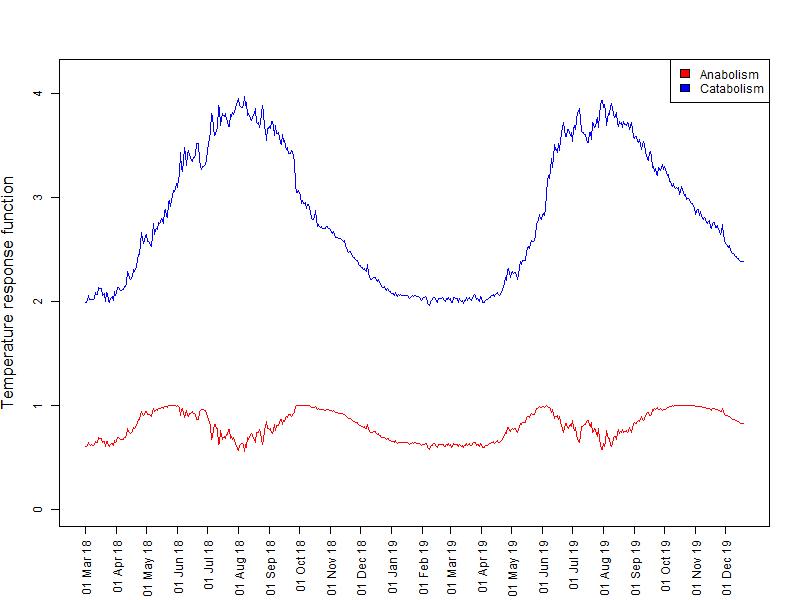 Anabolism
Catabolism
Temperature response function
4
3
2
1
0
01 Mar 18
01 Apr 18
01 May 18
01 Jun 18
01 Jul 18
01 Aug 18
01 Sep 18
01 Oct 18
01 Nov 18
01 Dec 18
01 Jan 19
01 Feb 19
01 Mar 19
01 Apr 19
01 May 19
01 Jun 19
01 Jul 19
01 Aug 19
01 Sep 19
01 Oct 19
01 Nov 19
01 Dec 19